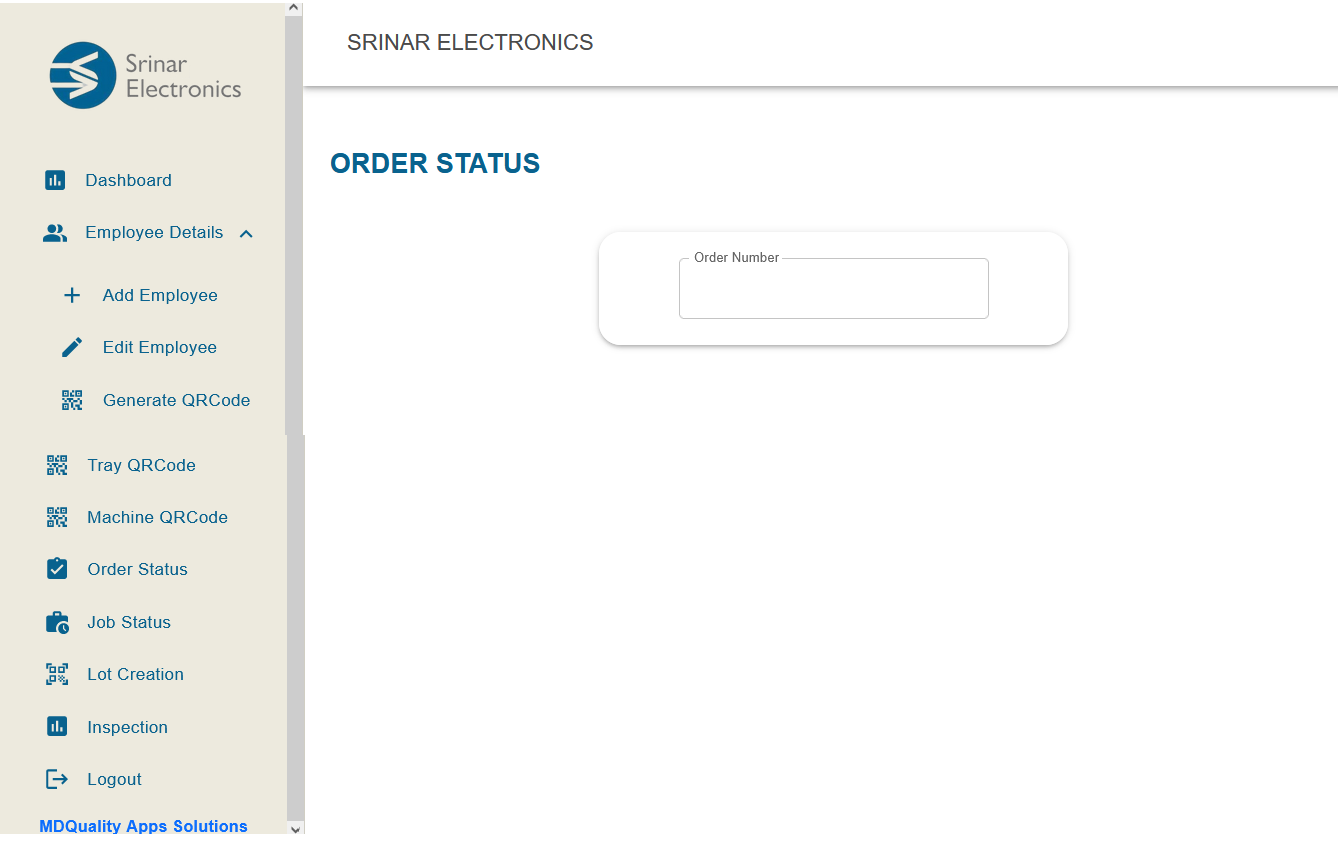 Srinar
Electronics
SRINAR ELECTRONICS
Dashboard
Employee Details
Add Employee
Edit Employee
Generate QRCode
Tray QRCode
Machine QRCode
Order Status
Job Status
Lot Creation
Inspection
Logout
MDQuality Apps Solutions
ORDER STATUS
Order Number